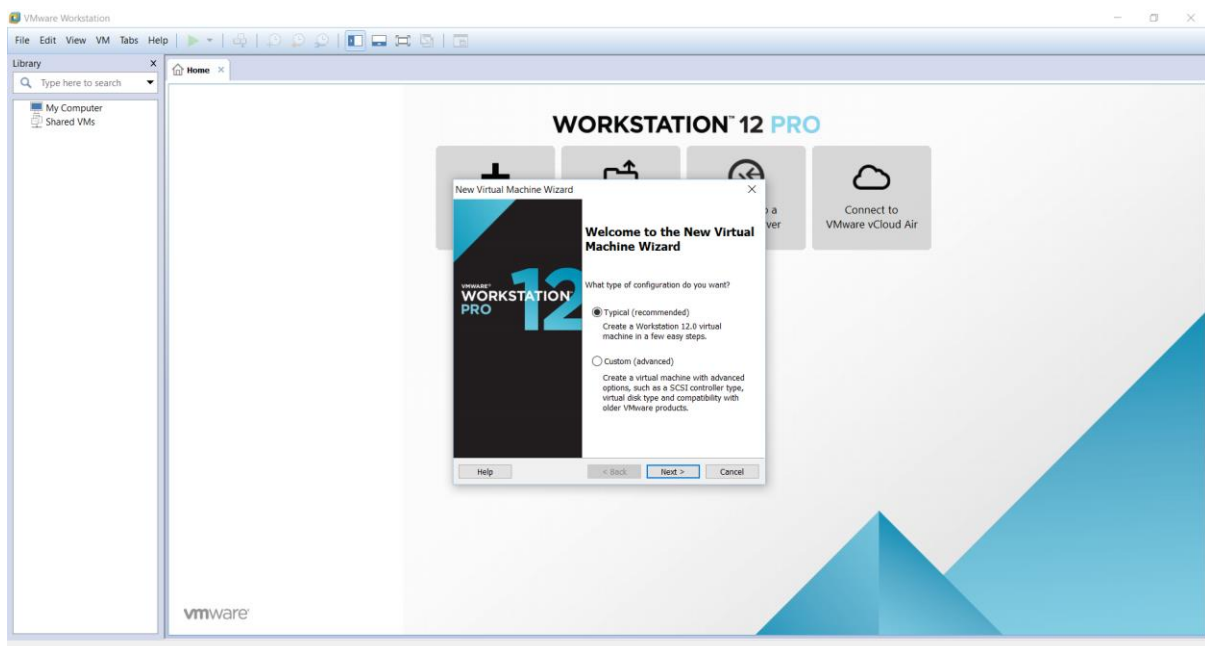 VMware Workstation
File Edit View VM Tabs Help
Library X
Type here to search
My Computer
Shared VMs
Home ×
WORKSTATION™ 12 PRO
Connect to
VMware vCloud Air
New Virtual Machine Wizard
VMWARE®
WORKSTATION
PRO
12
Welcome to the New Virtual
Machine Wizard
What type of configuration do you want?
Typical (recommended)
Create a Workstation 12.0 virtual
machine in a few easy steps.
Custom (advanced)
Create a virtual machine with advanced
options, such as a SCSI controller type,
virtual disk type and compatibility with
older VMware products.
Help
< Back
Next >
Cancel
vmware